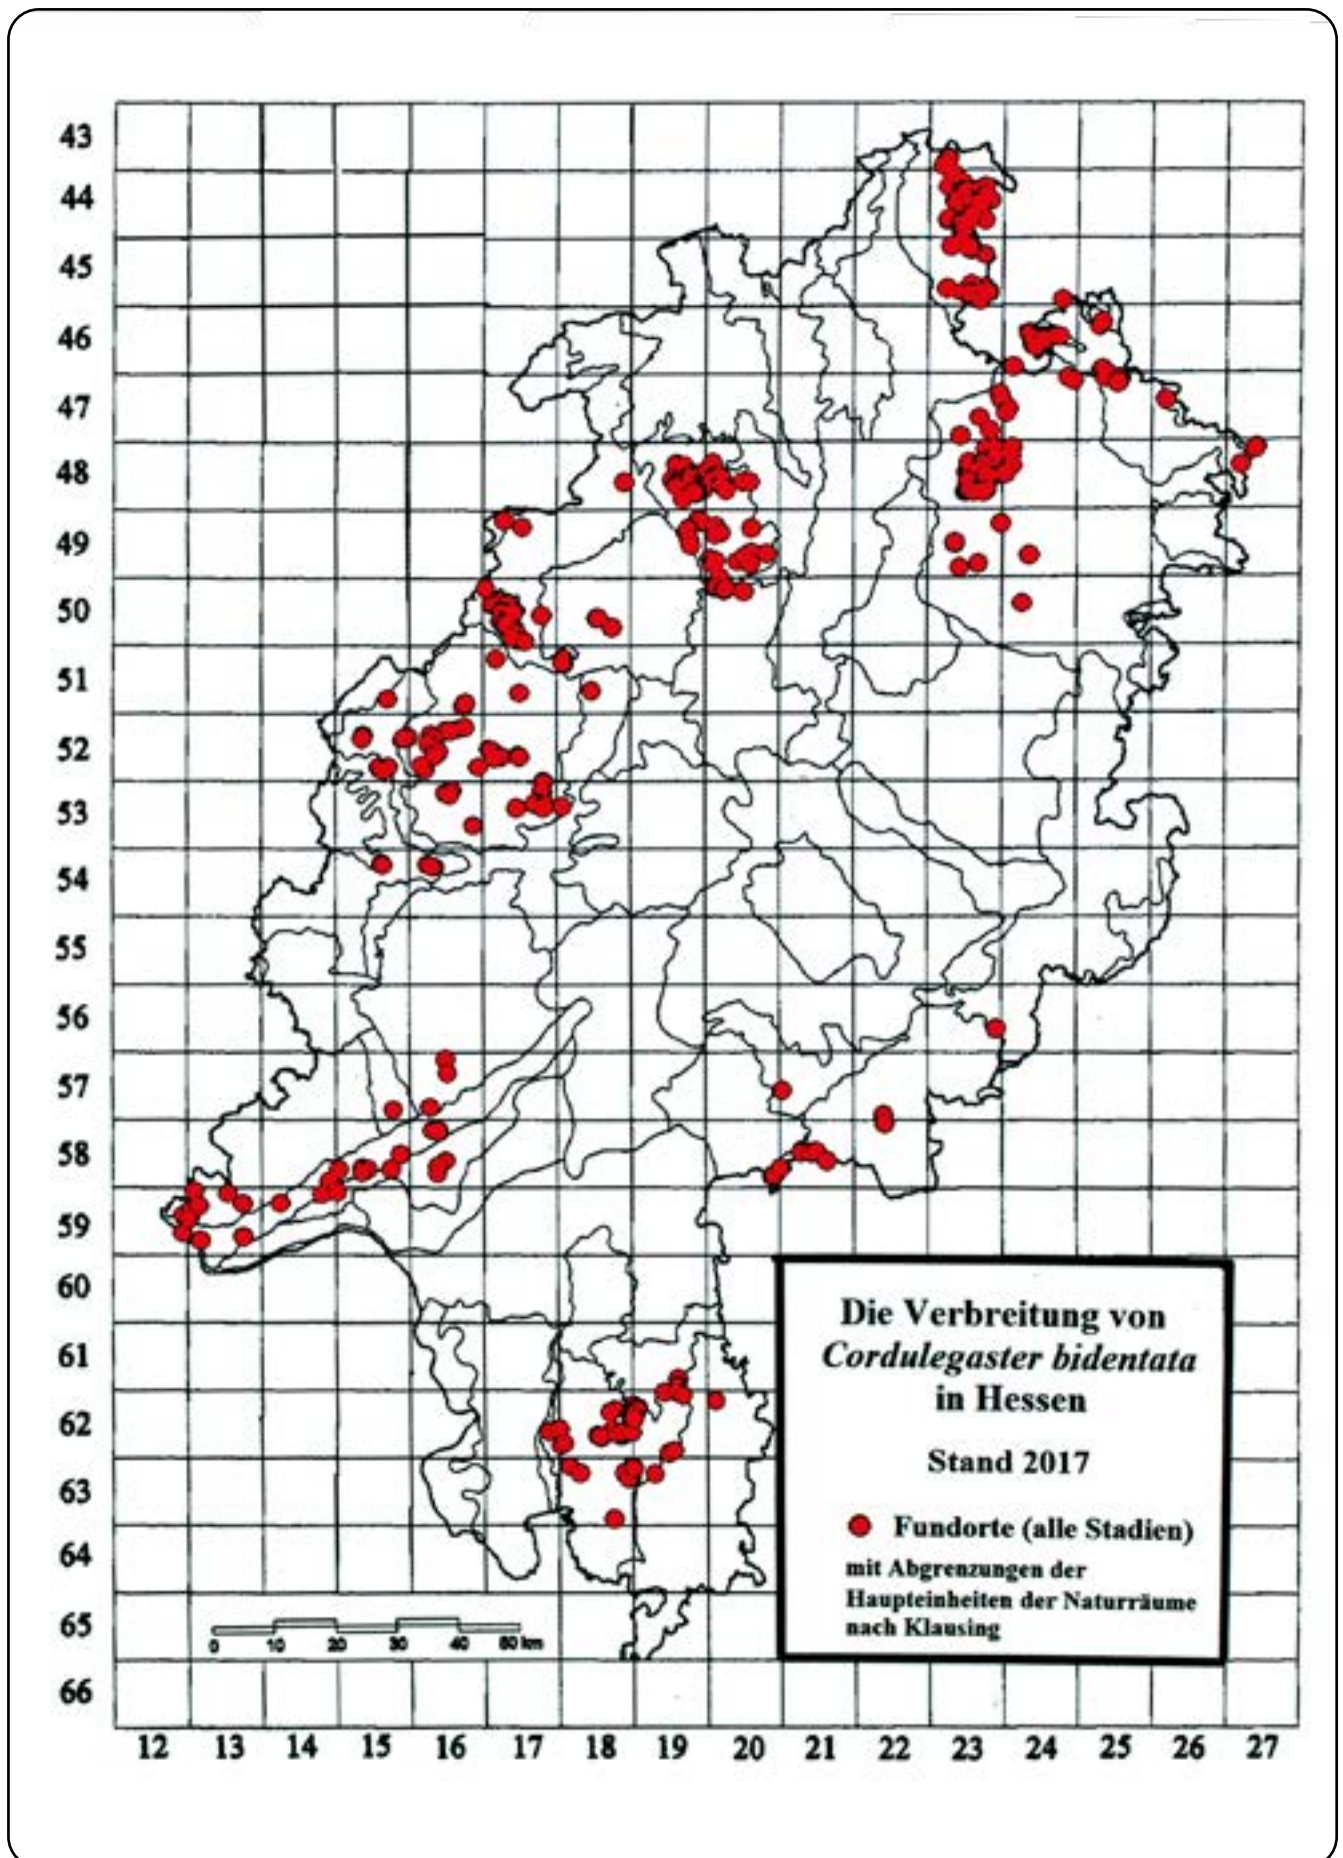 43
44
45
46
47
48
49
50
51
52
53
54
55
56
57
58
59
60
61
62
63
64
65
66
Die Verbreitung von
Cordulegaster bidentata
in Hessen
Stand 2017
Fundorte (alle Stadien)
mit Abgrenzungen der
Haupteinheiten der Naturräume
nach Klausing
0 10 20 30 40 50 km
12 13 14 15 16 17 18 19 20 21 22 23 24 25 26 27